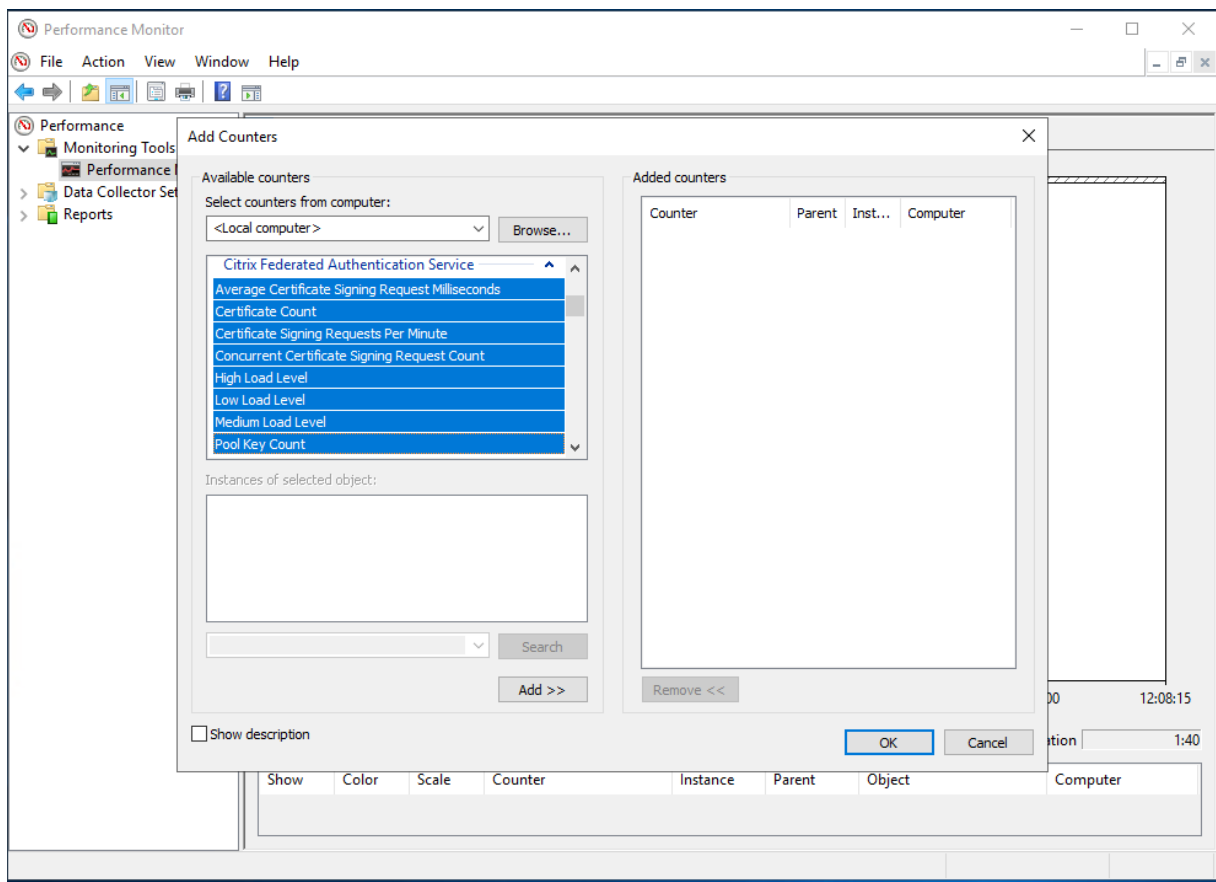 Performance Monitor
File Action View Window Help
Performance
Monitoring Tools
Performance
Data Collector Set
Reports
Add Counters
Available counters
Select counters from computer:
<Local computer>
Browse...
Citrix Federated Authentication Service
Average Certificate Signing Request Milliseconds
Certificate Count
Certificate Signing Requests Per Minute
Concurrent Certificate Signing Request Count
High Load Level
Low Load Level
Medium Load Level
Pool Key Count
Instances of selected object:
Search
Add >>
Show description
Added counters
Counter Parent Inst... Computer
Remove <<
OK Cancel
00 12:08:15
ation 1:40
Show Color Scale Counter Instance Parent Object Computer